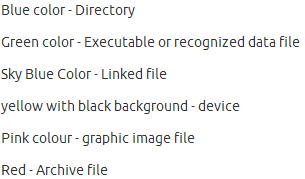 Blue color - Directory
Green color - Executable or recognized data file
Sky Blue Color - Linked file
yellow with black background - device
Pink colour - graphic image file
Red - Archive file